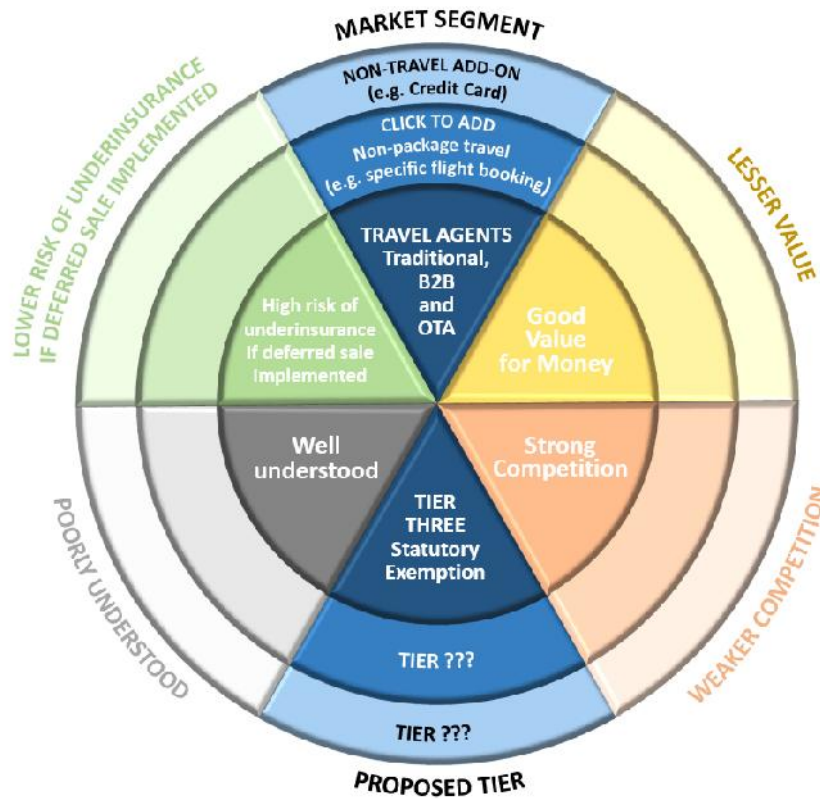 MARKET SEGMENT
NON-TRAVEL ADD-ON
(e.g. Credit Card)
CLICK TO ADD
Non-package travel
(e.g. specific flight booking)
TRAVEL AGENTS
Traditional,
B2B
and
OTA
LOWER RISK OF UNDERINSURANCE
IF DEFERRED SALE IMPLEMENTED
High risk of
underinsurance
If deferred sale
Implemented
LESSER VALUE
Good
Value
for Money
Well
understood
POORLY UNDERSTOOD
Strong
Competition
WEAKER COMPETITION
TIER
THREE
Statutory
Exemption
TIER ???
TIER ???
PROPOSED TIER